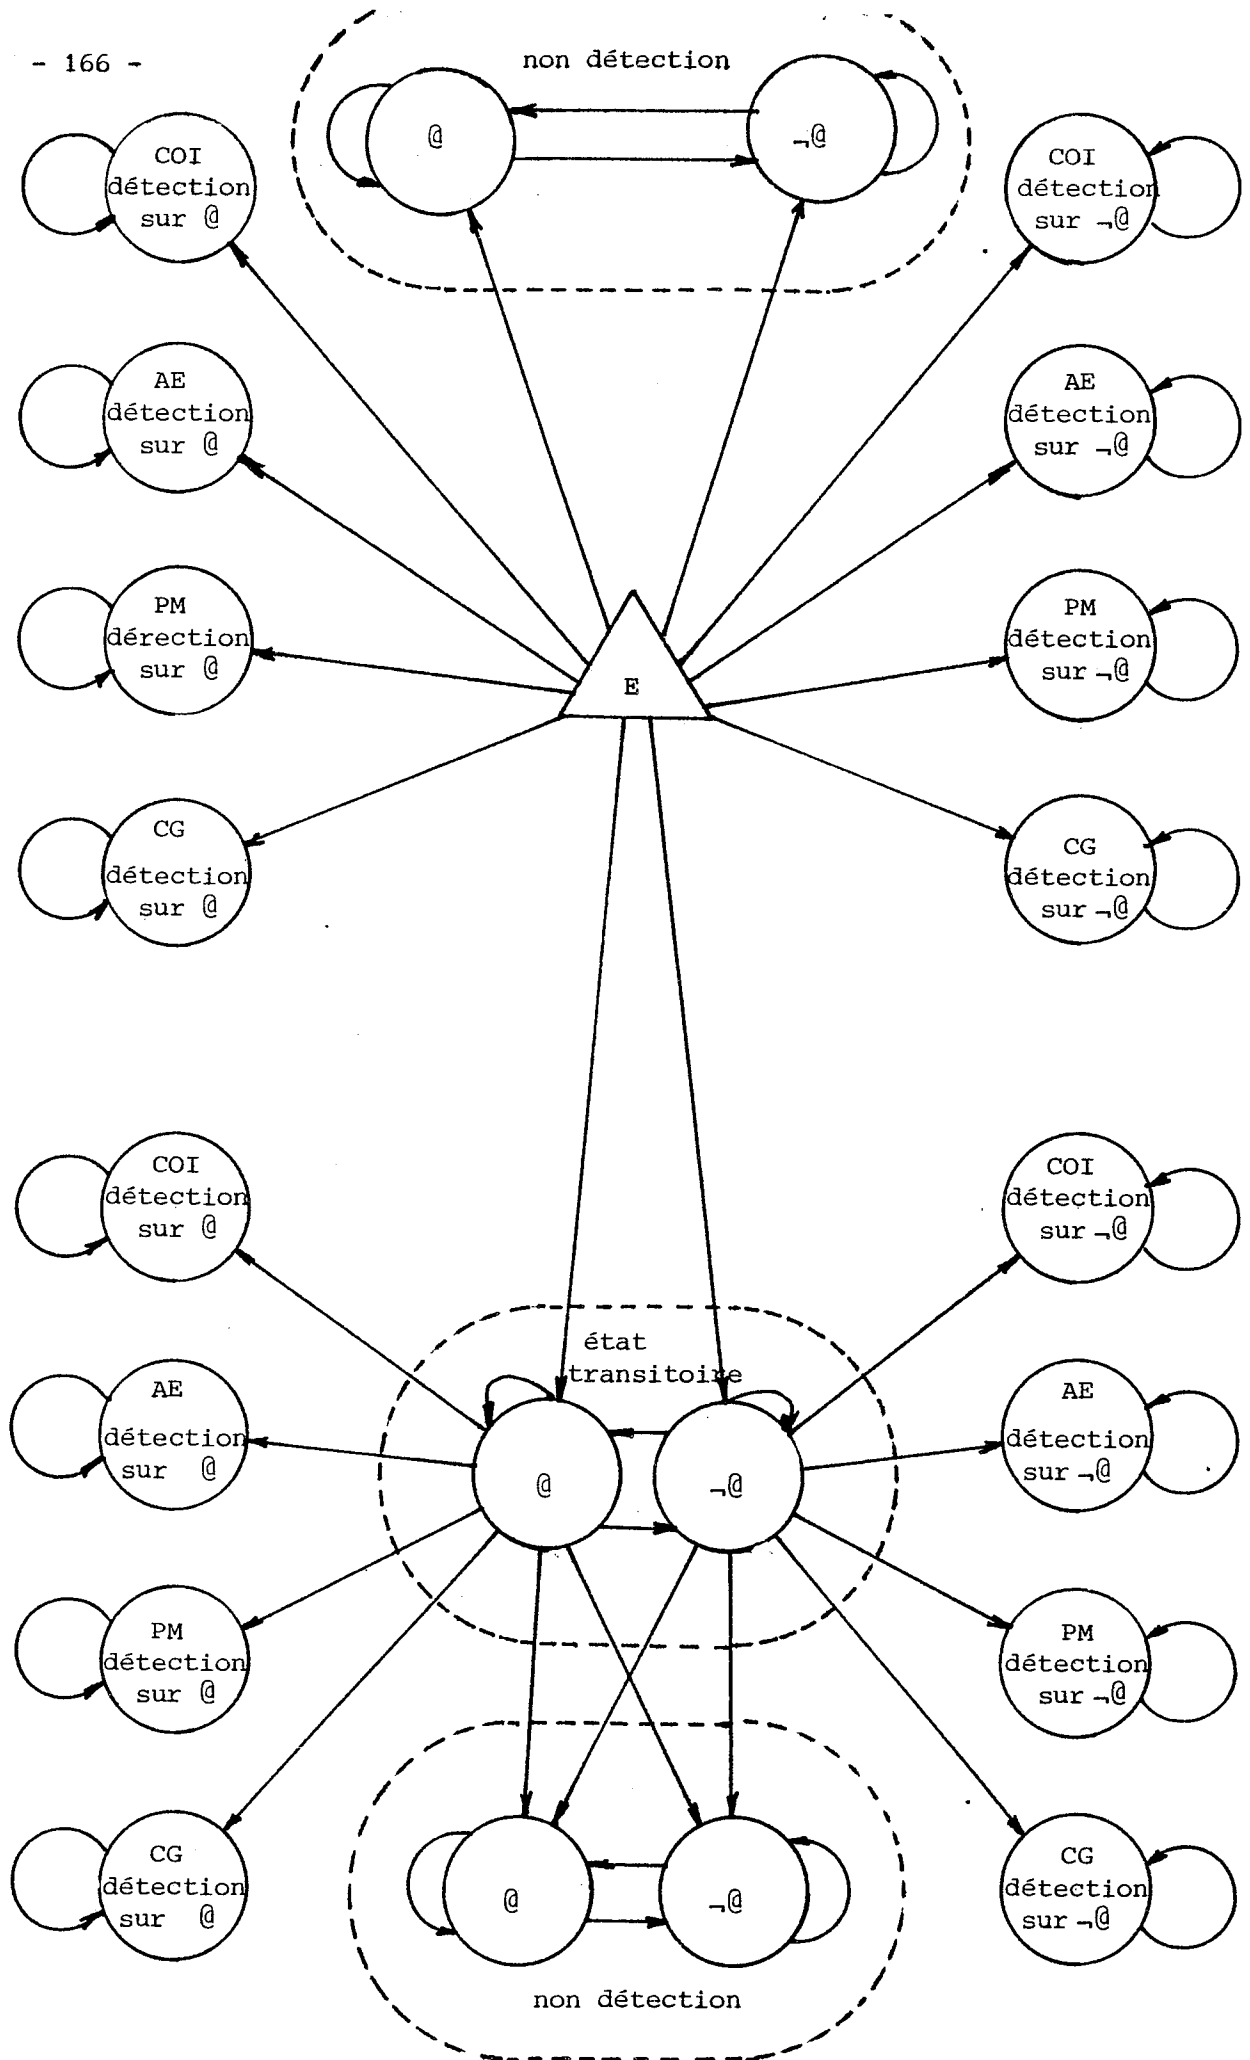 - 166 -
non détection
@
¬@
COI
détection
sur @
COI
détection
sur ¬@
AE
détection
sur @
AE
détection
sur ¬@
PM
dérection
sur @
E
PM
détection
sur ¬@
CG
détection
sur @
CG
détection
sur ¬@
COI
détection
sur @
COI
détection
sur ¬@
état
transitoire
@
¬@
AE
détection
sur @
AE
détection
sur ¬@
PM
détection
sur @
PM
détection
sur ¬@
CG
détection
sur @
@
¬@
CG
détection
sur ¬@
non détection